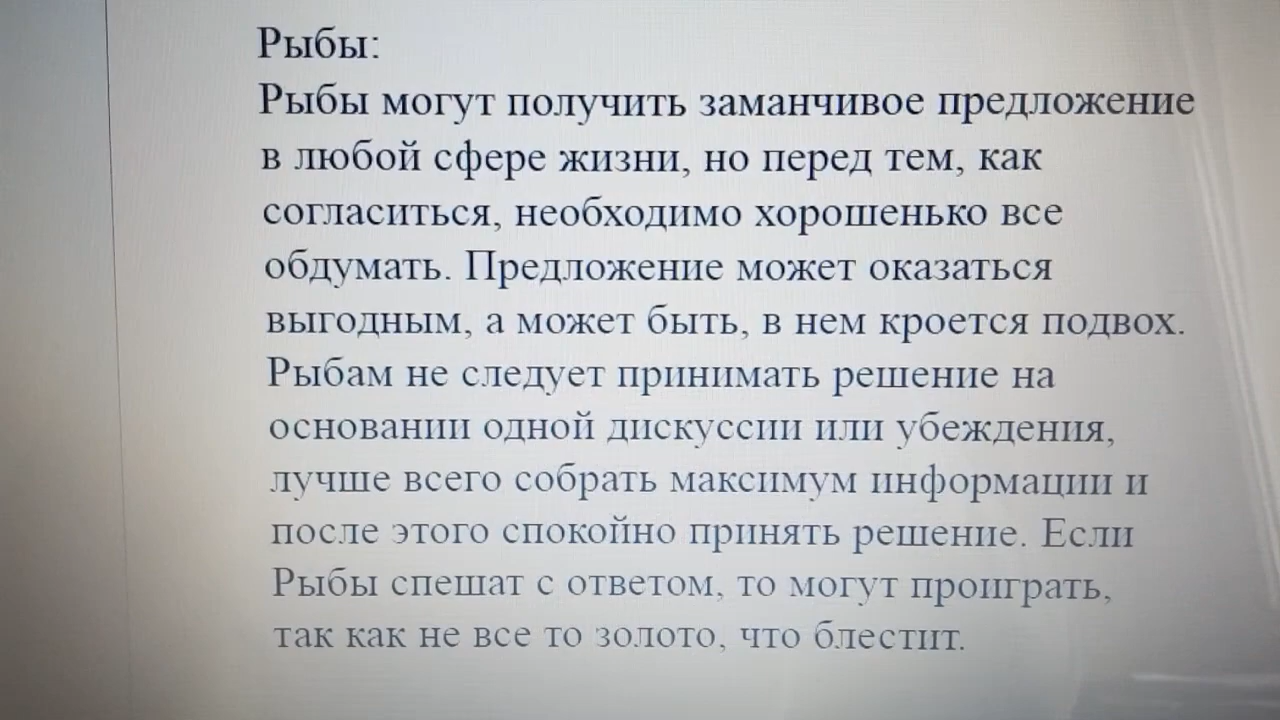 Рыбы:
Рыбы могут получить заманчивое предложение
в любой сфере жизни, но перед тем, как
согласиться, необходимо хорошенько все
обдумать. Предложение может оказаться
выгодным, а может быть, в нем кроется подвох.
Рыбам не следует принимать решение на
основании одной дискуссии или убеждения,
лучше всего собрать максимум информации и
после этого спокойно принять решение. Если
Рыбы спешат с ответом, то могут проиграть,
так как не все то золото, что блестит.